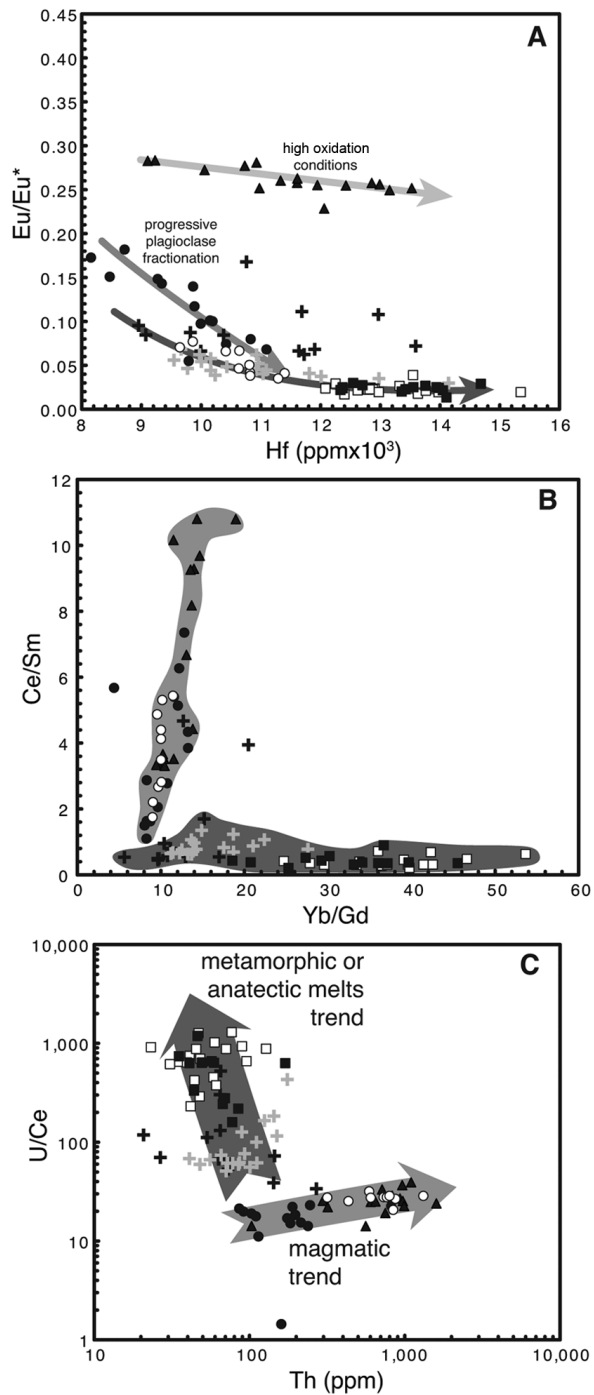 0.45
A
0.40
0.35
0.30
high oxidation
conditions
0.25
Eu/Eu*
0.20
progressive
plagioclase
fractionation
0.15
0.10
0.05
0.00
8 9 10 11 12 13 14 15 16
Hf (ppmx10³)
12
B
10
8
Ce/Sm
6
4
2
0
0 10 20 30 40 50 60
Yb/Gd
10,000
C
metamorphic or
anatectic melts
trend
1,000
U/Ce
100
10
magmatic
trend
1
10 100 1,000 10,000
Th (ppm)